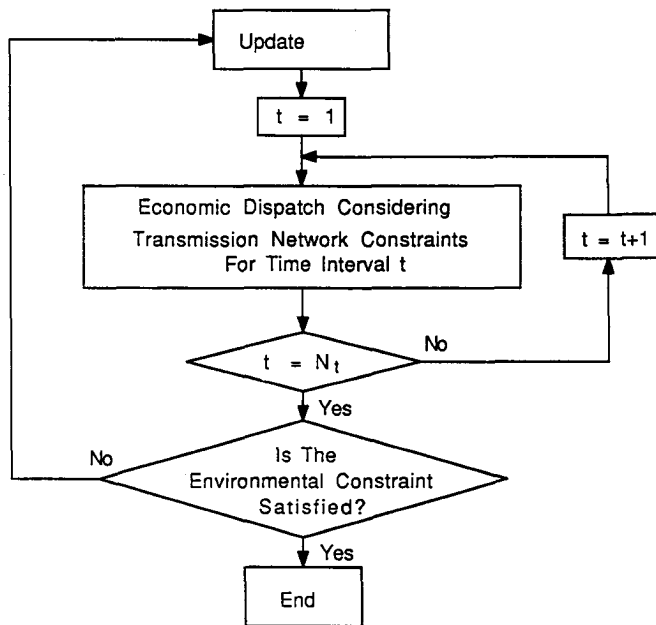 Update
t = 1
Economic Dispatch Considering
Transmission Network Constraints
For Time Interval t
t = t+1
t = Nt
No
Yes
No
Is The
Environmental Constraint
Satisfied?
Yes
End